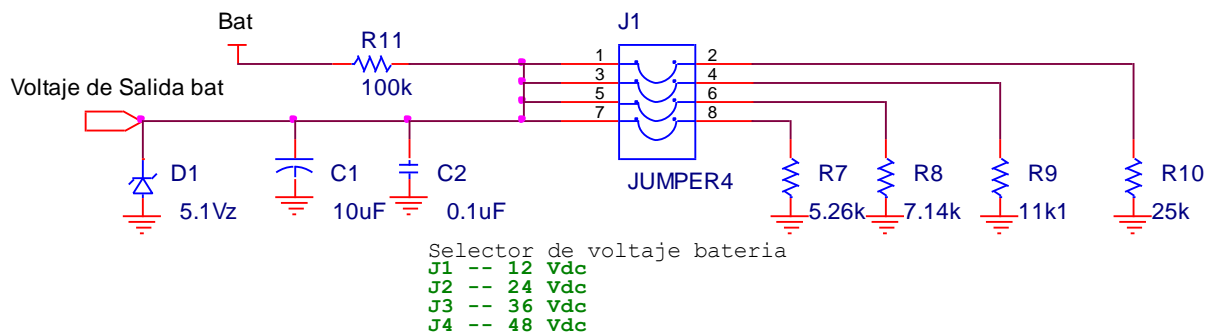 Bat
J1
R11
100k
1
2
3
4
5
6
7
8
Voltaje de Salida bat
D1
5.1Vz
C1
10uF
C2
0.1uF
JUMPER4
R7
5.26k
R8
7.14k
R9
11k1
R10
25k
Selector de voltaje bateria
J1 -- 12 Vdc
J2 -- 24 Vdc
J3 -- 36 Vdc
J4 -- 48 Vdc